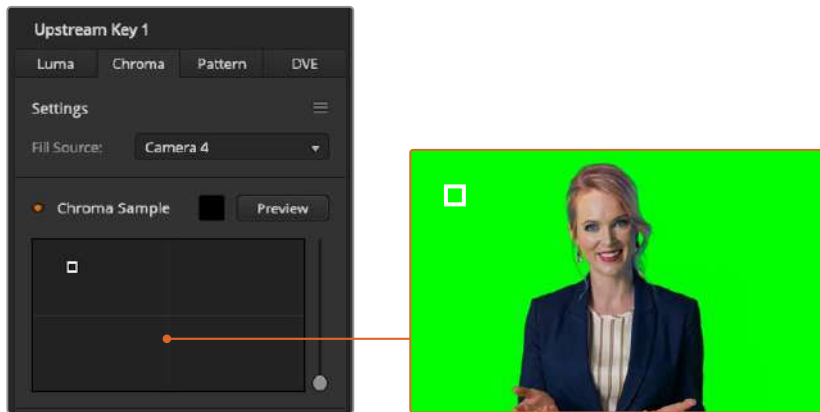 Upstream Key 1
Luma Chroma Pattern DVE
Settings
Fill Source: Camera 4
Chroma Sample Preview